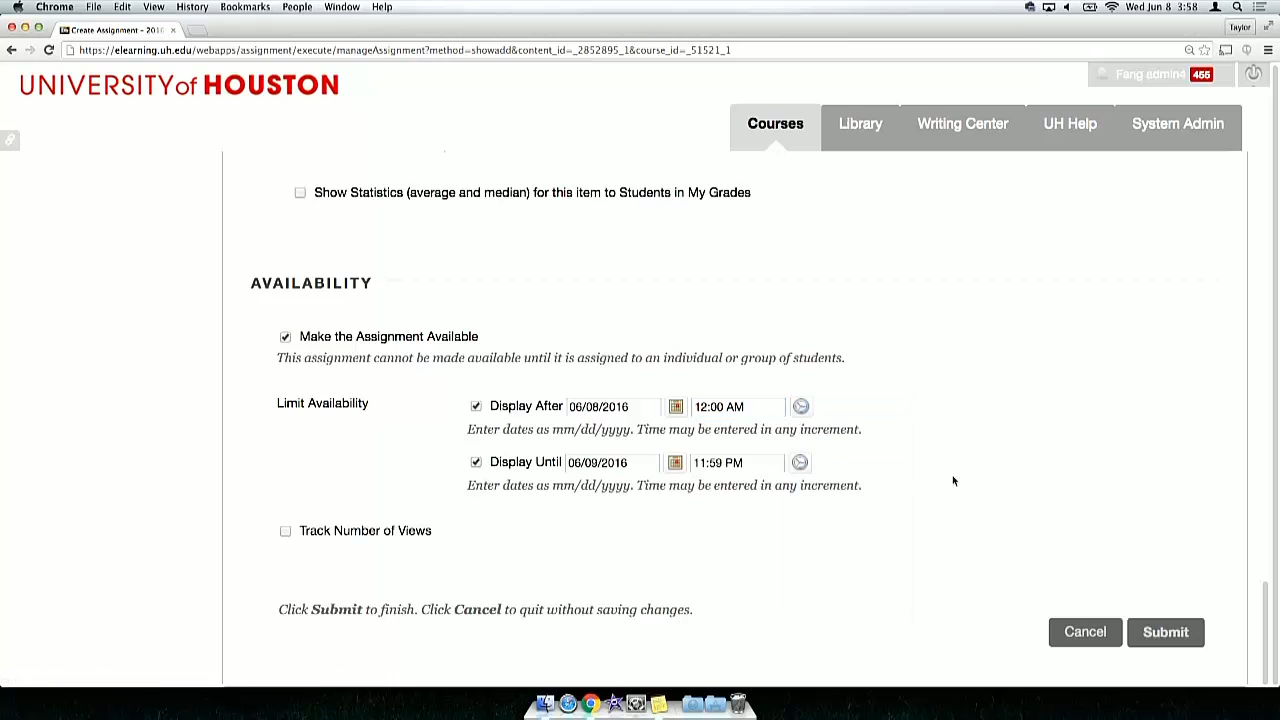 Chrome File Edit View History Bookmarks People Window Help Wed Jun 8 3:58
Create Assignment – 201 Taylor
https://elearning.uh.edu/webapps/assignment/execute/manageAssignment?method=showadd&content_id=_2852895_1&course_id=_51521_1
UNIVERSITY of HOUSTON
Fang admin4 455
Courses Library Writing Center UH Help System Admin
Show Statistics (average and median) for this item to Students in My Grades
AVAILABILITY
Make the Assignment Available
This assignment cannot be made available until it is assigned to an individual or group of students.
Limit Availability Display After 06/08/2016 12:00 AM
Enter dates as mm/dd/yyyy. Time may be entered in any increment.
Display Until 06/09/2016 11:59 PM
Enter dates as mm/dd/yyyy. Time may be entered in any increment.
Track Number of Views
Click Submit to finish. Click Cancel to quit without saving changes.
Cancel Submit